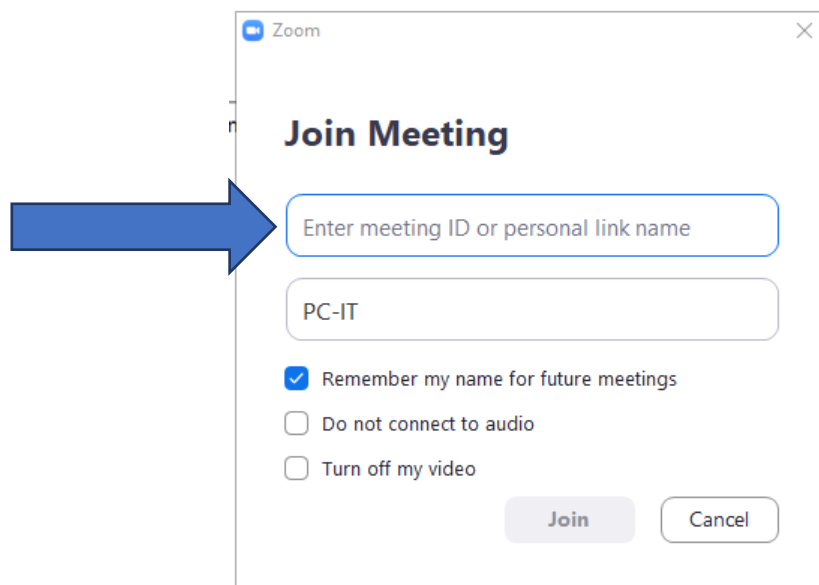 Zoom
Join Meeting
Enter meeting ID or personal link name
PC-IT
Remember my name for future meetings
Do not connect to audio
Turn off my video
Join
Cancel